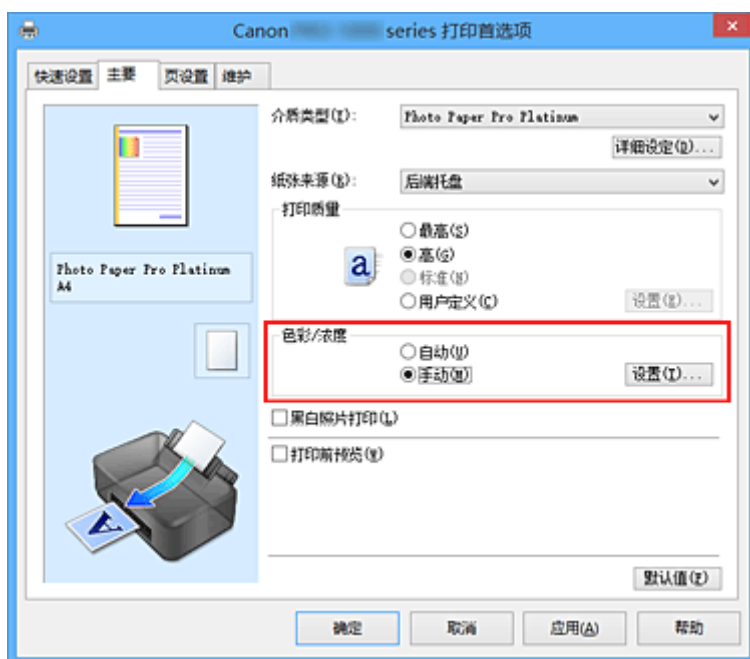 Canon series 打印首选项
快速设置 主要 页设置 维护
介质类型(I): Photo Paper Pro Platinum
详细设定(D)...
纸张来源(R): 后端托盘
打印质量
最高(S)
高(G)
标准(N)
用户定义(C) 设置(E)...
Photo Paper Pro Platinum
A4
色彩/浓度
自动(U)
手动(M) 设置(T)...
黑白照片打印(L)
打印前预览(W)
默认值(F)
确定 取消 应用(A) 帮助
a
A